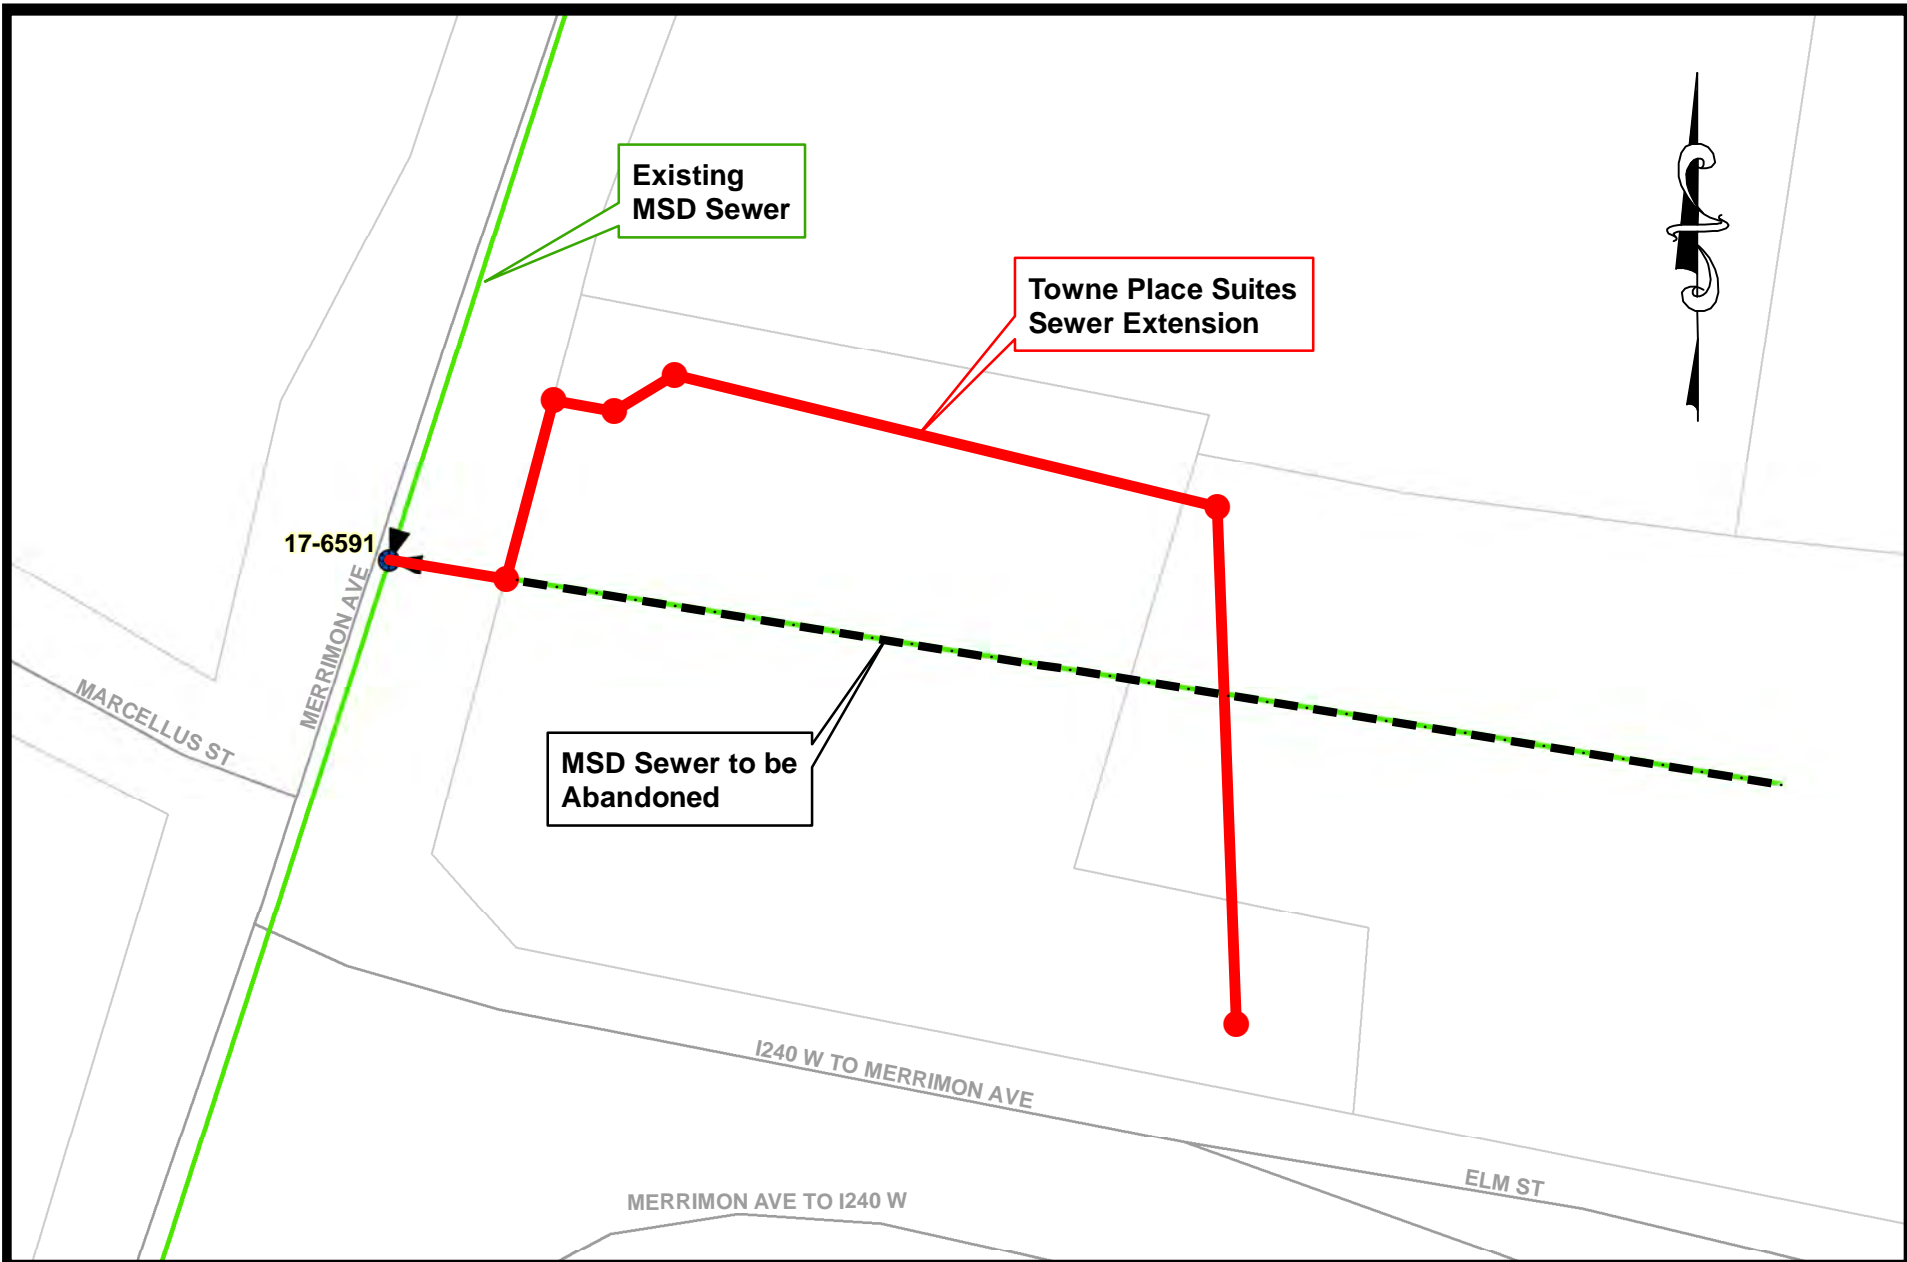 Existing
MSD Sewer
Towne Place Suites
Sewer Extension
17-6591
MERRIMON AVE
MARCELLUS ST
MSD Sewer to be
Abandoned
I240 W TO MERRIMON AVE
ELM ST
MERRIMON AVE TO I240 W